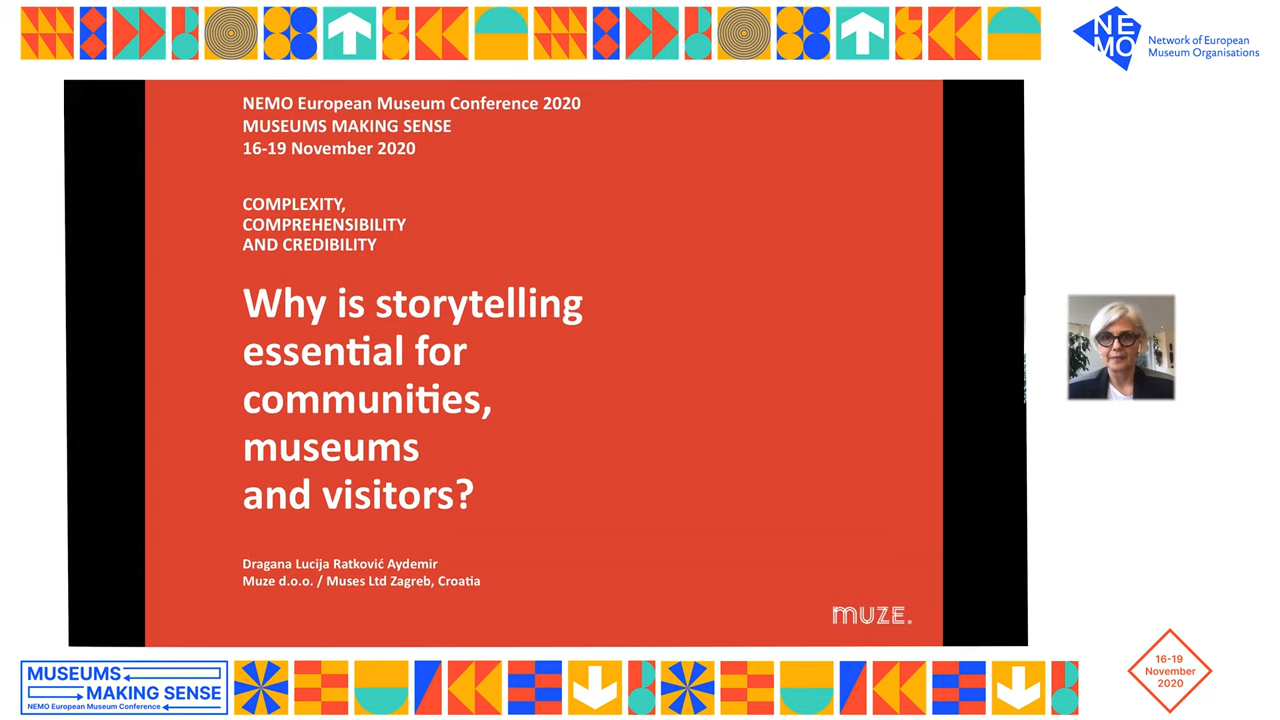 NEMO
Network of European
Museum Organisations
NEMO European Museum Conference 2020
MUSEUMS MAKING SENSE
16-19 November 2020
COMPLEXITY,
COMPREHENSIBILITY
AND CREDIBILITY
Why is storytelling
essential for
communities,
museums
and visitors?
Dragana Lucija Ratković Aydemir
Muze d.o.o. / Muses Ltd Zagreb, Croatia
MUZE.
MUSEUMS
MAKING SENSE
NEMO European Museum Conference
16-19
November
2020